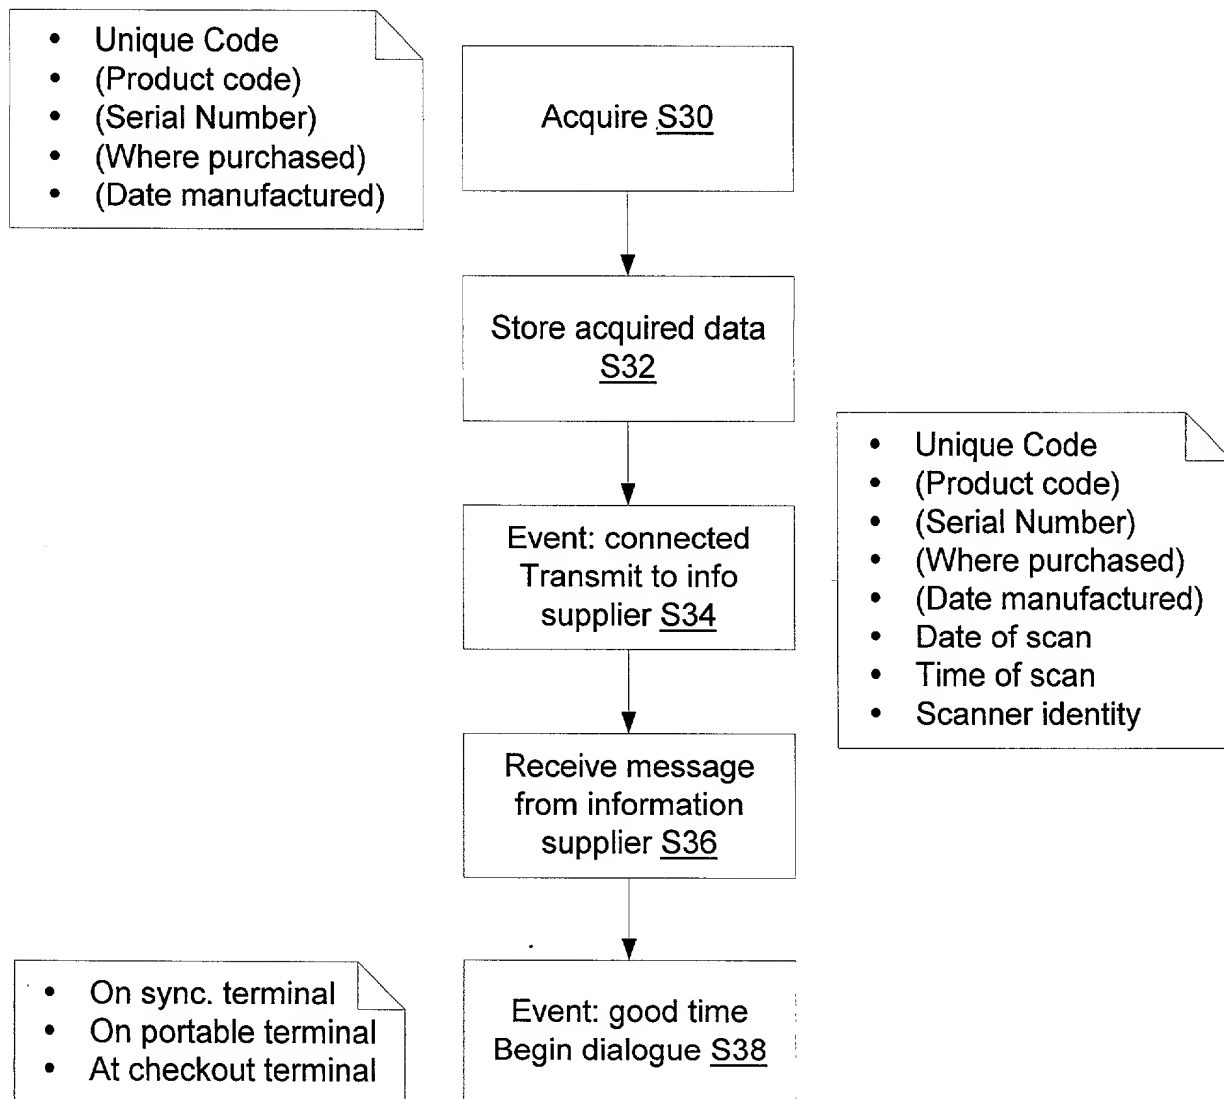 • Unique Code
• (Product code)
• (Serial Number)
• (Where purchased)
• (Date manufactured)
Acquire S30
Store acquired data
S32
Event: connected
Transmit to info
supplier S34
• Unique Code
• (Product code)
• (Serial Number)
• (Where purchased)
• (Date manufactured)
• Date of scan
• Time of scan
• Scanner identity
Receive message
from information
supplier S36
• On sync. terminal
• On portable terminal
• At checkout terminal
Event: good time
Begin dialogue S38